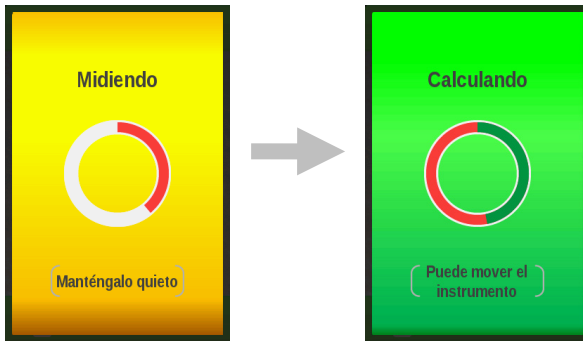 Midiendo
Manténgalo quieto
Calculando
Puede mover el
instrumento